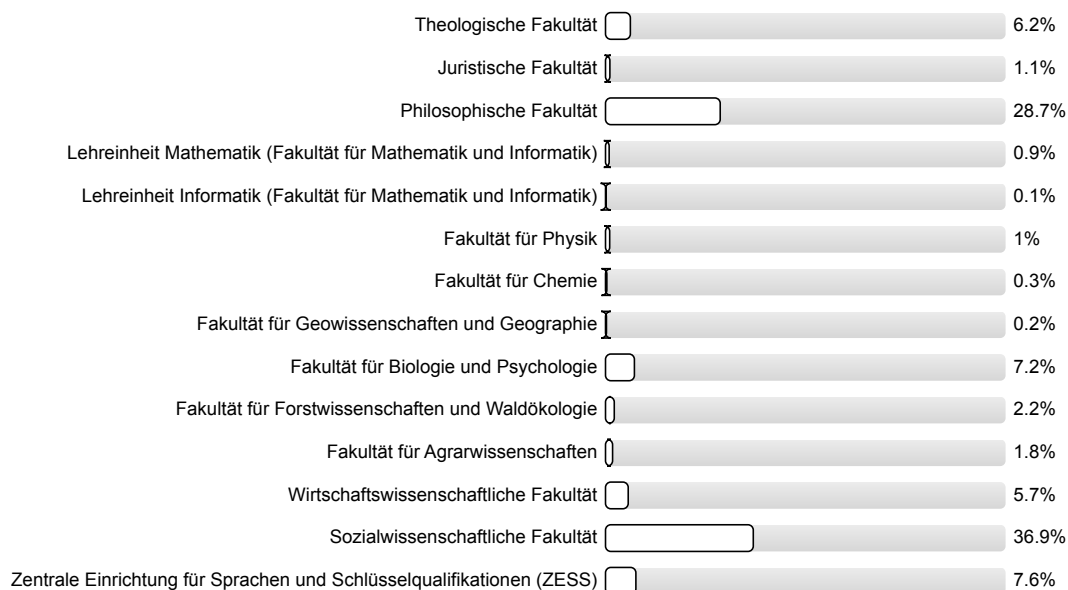 Theologische Fakultät 6.2%
Juristische Fakultät 1.1%
Philosophische Fakultät 28.7%
Lehreinheit Mathematik (Fakultät für Mathematik und Informatik) 0.9%
Lehreinheit Informatik (Fakultät für Mathematik und Informatik) 0.1%
Fakultät für Physik 1%
Fakultät für Chemie 0.3%
Fakultät für Geowissenschaften und Geographie 0.2%
Fakultät für Biologie und Psychologie 7.2%
Fakultät für Forstwissenschaften und Waldökologie 2.2%
Fakultät für Agrarwissenschaften 1.8%
Wirtschaftswissenschaftliche Fakultät 5.7%
Sozialwissenschaftliche Fakultät 36.9%
Zentrale Einrichtung für Sprachen und Schlüsselqualifikationen (ZESS) 7.6%